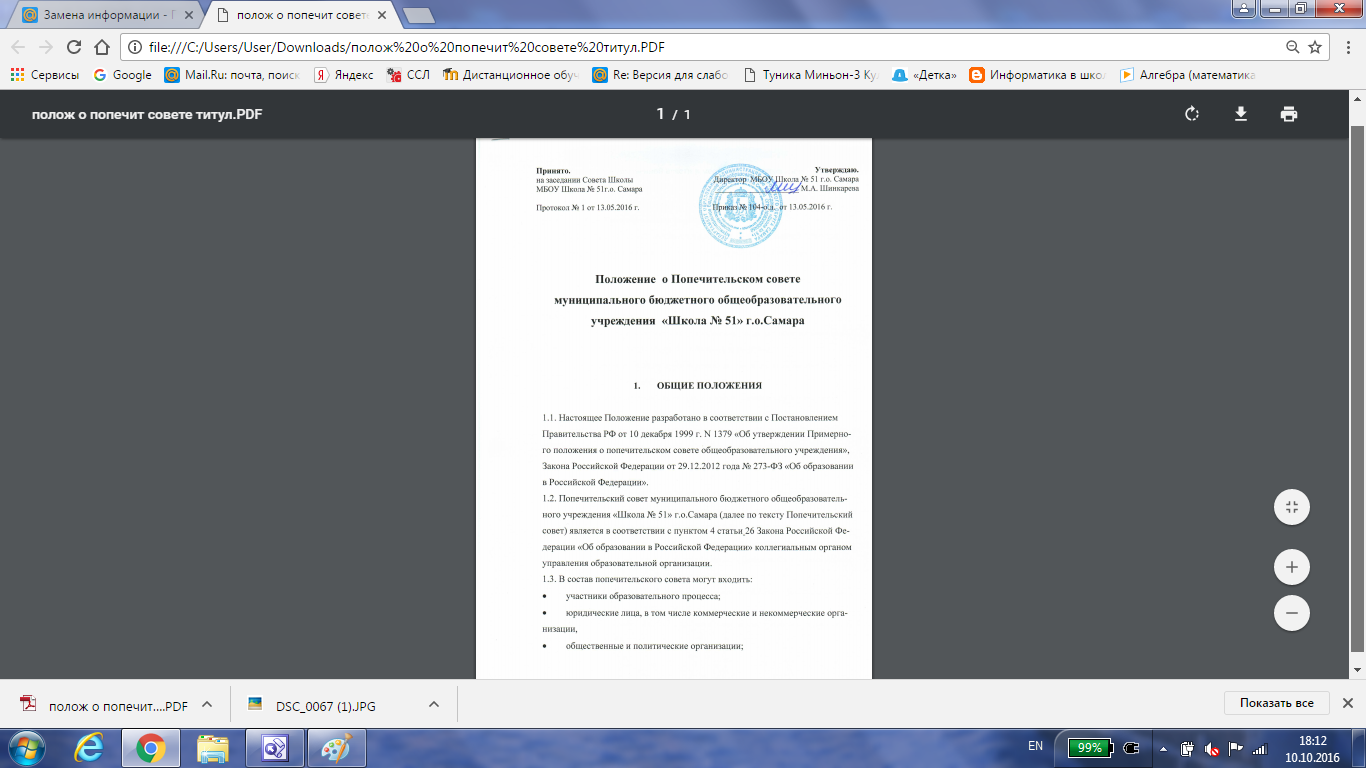 Замена информации - П
полож о попечит совете
file:///C:/Users/User/Downloads/полож%20о%20попечит%20совете%20титул.PDF
Сервисы Google Mail.Ru: почта, поиск Яндекс ССЛ Дистанционное обуч Re: Версия для слабо Туника Миньон-3 Ку «Детка» Информатика в шко Алгебра (математика
полож о попечит совете титул.PDF
1 / 1
Принято.
на заседании Совета Школы
МБОУ Школа № 51г.о. Самара
Протокол № 1 от 13.05.2016 г.
Утверждаю.
Директор МБОУ Школа № 51 г.о. Самара
М.А. Шинкарева
Приказ № 104-од. от 13.05.2016 г.
Положение о Попечительском совете
муниципального бюджетного общеобразовательного
учреждения «Школа № 51» г.о.Самара
1. ОБЩИЕ ПОЛОЖЕНИЯ
1.1. Настоящее Положение разработано в соответствии с Постановлением
Правительства РФ от 10 декабря 1999 г. N 1379 «Об утверждении Примерно-
го положения о попечительском совете общеобразовательного учреждения»,
Закона Российской Федерации от 29.12.2012 года № 273-ФЗ «Об образовании
в Российской Федерации».
1.2. Попечительский совет муниципального бюджетного общеобразователь-
ного учреждения «Школа № 51» г.о.Самара (далее по тексту Попечительский
совет) является в соответствии с пунктом 4 статьи 26 Закона Российской Фе-
дерации «Об образовании в Российской Федерации» коллегиальным органом
управления образовательной организации.
1.3. В состав попечительского совета могут входить:
• участники образовательного процесса;
• юридические лица, в том числе коммерческие и некоммерческие орга-
низации,
• общественные и политические организации;
полож о попечит....PDF
DSC_0067 (1).JPG
Показать все
EN
99%
18:12
10.10.2016